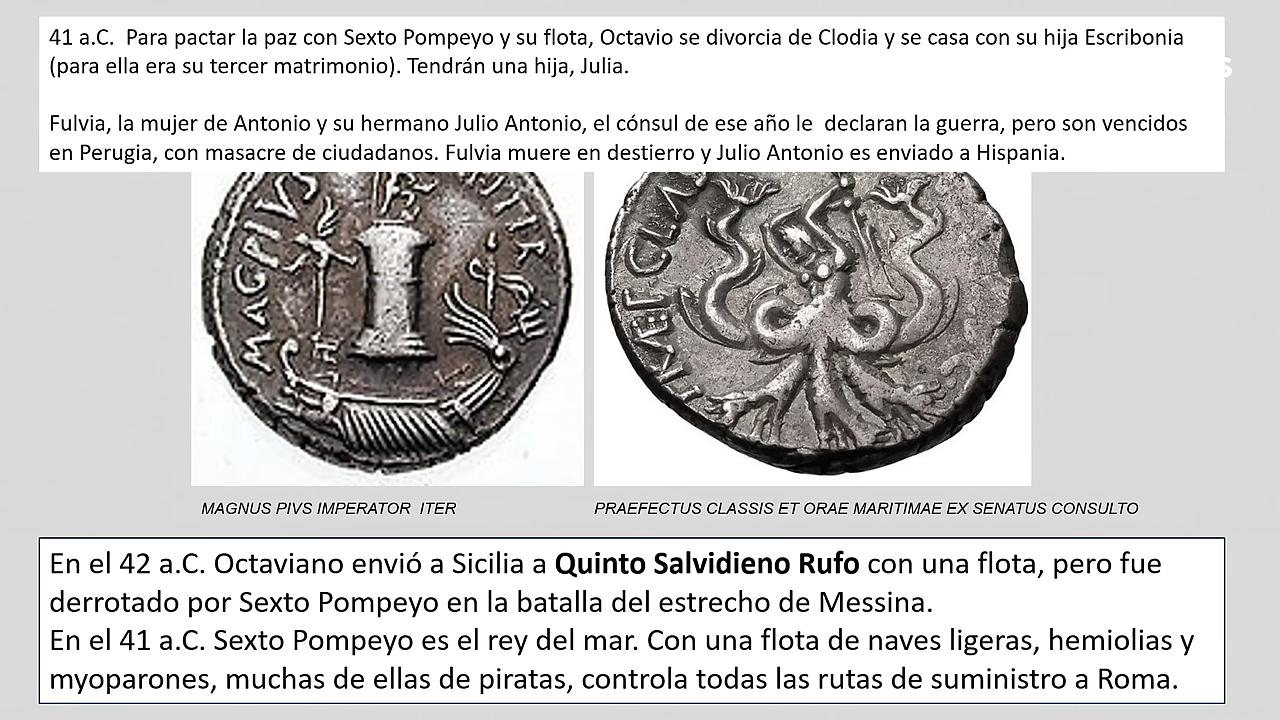 41 a.C.  Para pactar la paz con Sexto Pompeyo y su flota, Octavio se divorcia de Clodia y se casa con su hija Escribonia
(para ella era su tercer matrimonio). Tendrán una hija, Julia.
Fulvia, la mujer de Antonio y su hermano Julio Antonio, el cónsul de ese año le  declaran la guerra, pero son vencidos
en Perugia, con masacre de ciudadanos. Fulvia muere en destierro y Julio Antonio es enviado a Hispania.
MAGPIVS
ITER
PRAEF CLAS
MAGNUS PIVS IMPERATOR  ITER
PRAEFECTUS CLASSIS ET ORAE MARITIMAE EX SENATUS CONSULTO
En el 42 a.C. Octaviano envió a Sicilia a Quinto Salvidieno Rufo con una flota, pero fue
derrotado por Sexto Pompeyo en la batalla del estrecho de Messina.
En el 41 a.C. Sexto Pompeyo es el rey del mar. Con una flota de naves ligeras, hemiolias y
myoparones, muchas de ellas de piratas, controla todas las rutas de suministro a Roma.